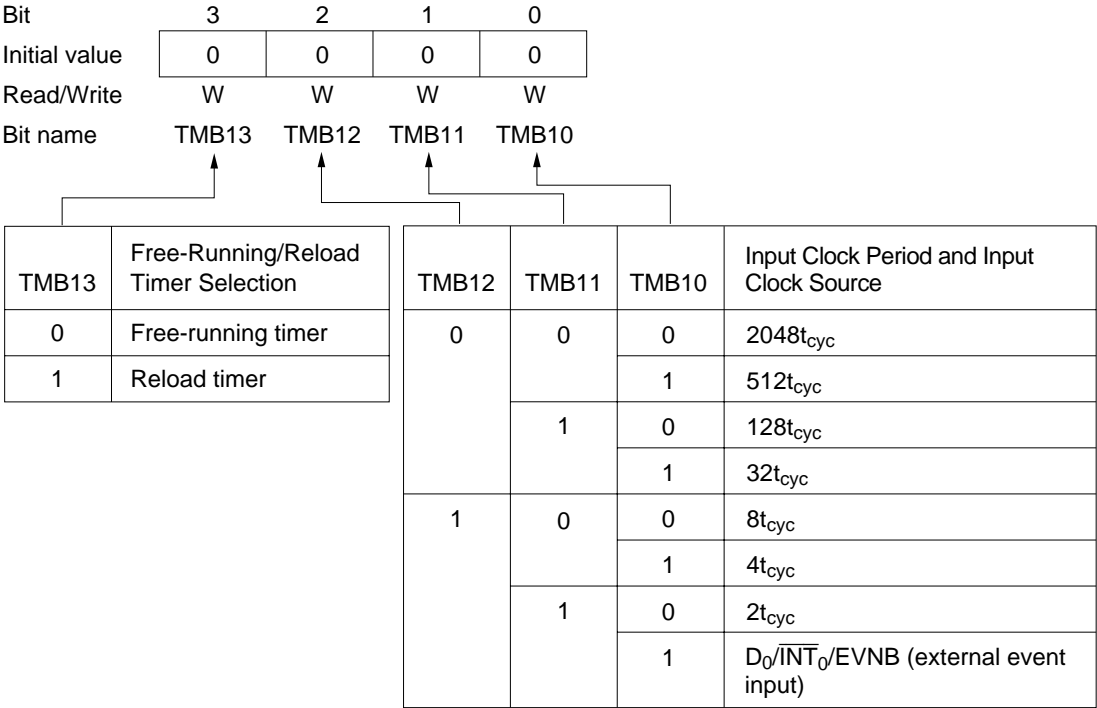 Bit 3 2 1 0
Initial value 0 0 0 0
Read/Write W W W W
Bit name TMB13 TMB12 TMB11 TMB10
TMB13 Free-Running/Reload
Timer Selection
0 Free-running timer
1 Reload timer
TMB12 TMB11 TMB10 Input Clock Period and Input
Clock Source
0 0 0 2048tcyc
1 512tcyc
1 0 128tcyc
1 32tcyc
1 0 0 8tcyc
1 4tcyc
1 0 2tcyc
1 D0/I̅N̅T̅0/EVNB (external event
input)